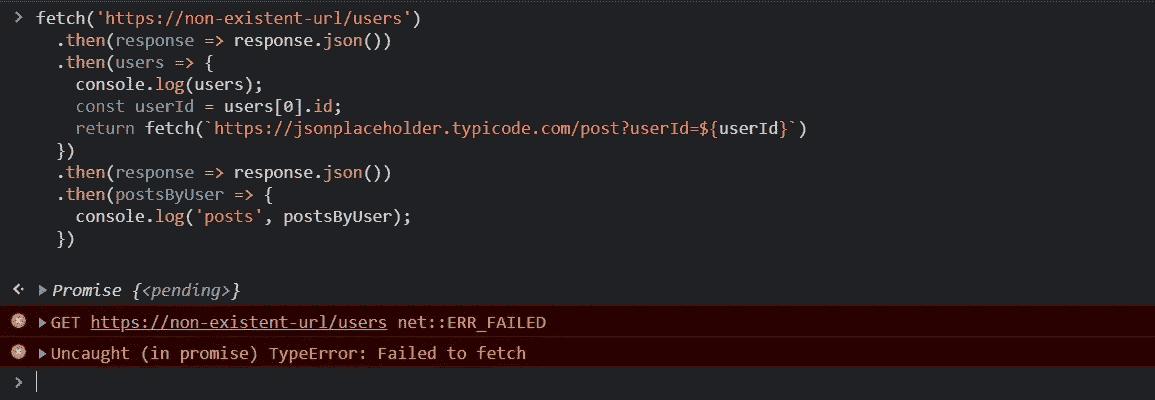 > fetch('https://non-existent-url/users')
.then(response => response.json())
.then(users => {
console.log(users);
const userId = users[0].id;
return fetch(`https://jsonplaceholder.typicode.com/post?userId=${userId}`)
})
.then(response => response.json())
.then(postsByUser => {
console.log('posts', postsByUser);
})
Promise {<pending>}
GET https://non-existent-url/users net::ERR_FAILED
Uncaught (in promise) TypeError: Failed to fetch
>